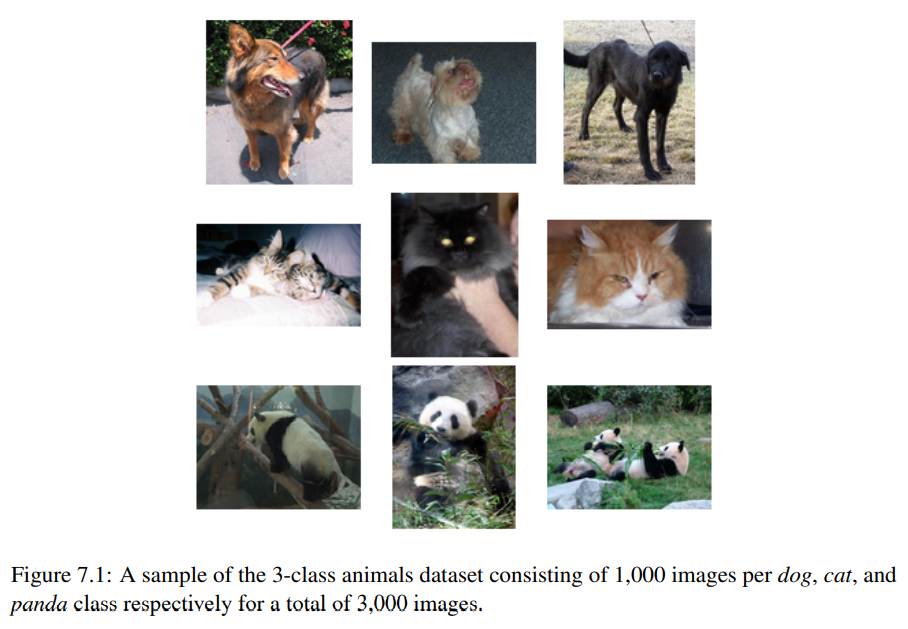 Figure 7.1: A sample of the 3-class animals dataset consisting of 1,000 images per dog, cat, and
panda class respectively for a total of 3,000 images.